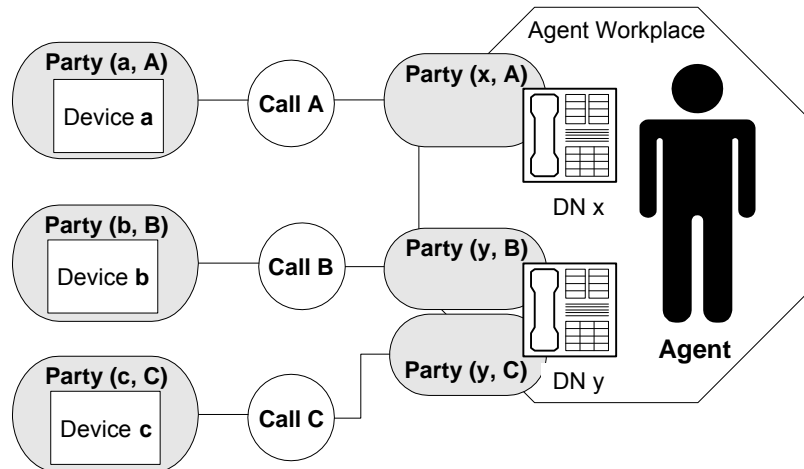 Agent Workplace
Party (a, A)
Device a
Call A
Party (x, A)
DN x
Party (b, B)
Device b
Call B
Party (y, B)
Agent
Party (c, C)
Device c
Call C
Party (y, C)
DN y